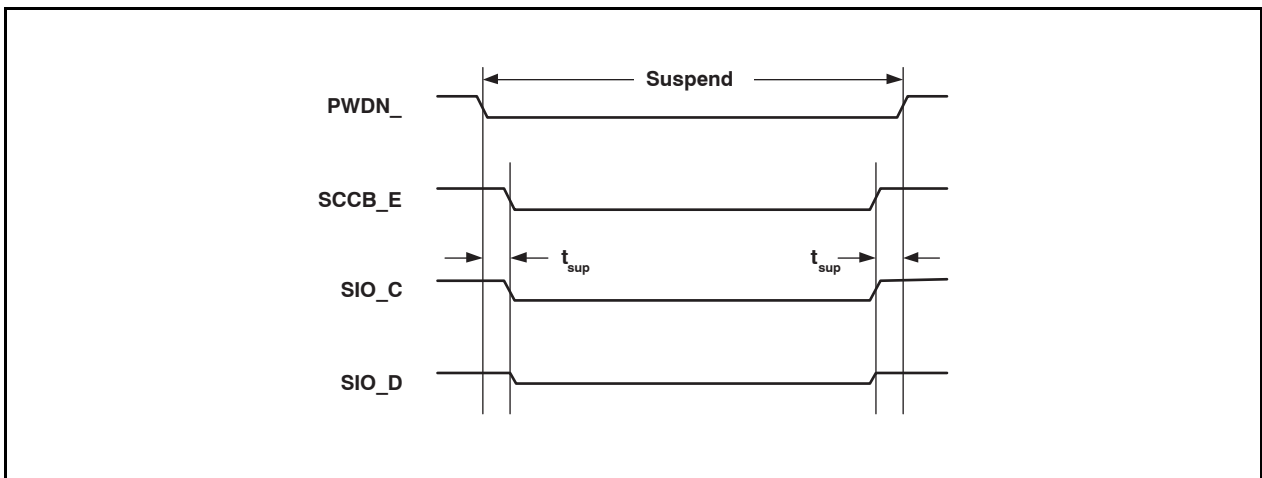 Suspend
PWDN_
SCCB_E
t_sup t_sup
SIO_C
SIO_D